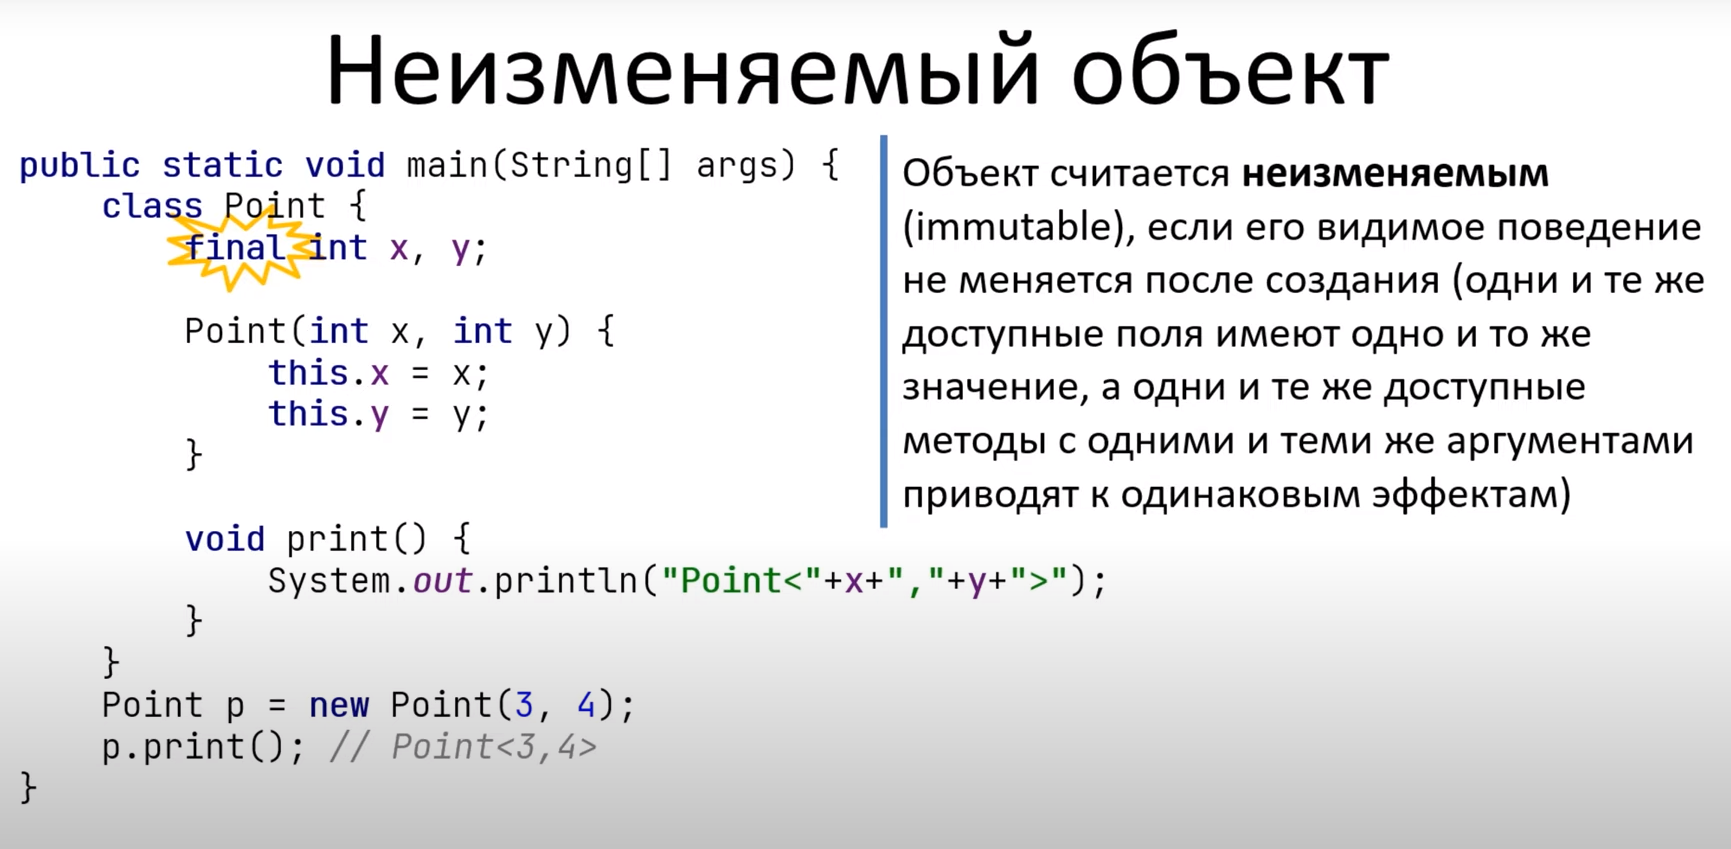 Неизменяемый объект
public static void main(String[] args) {
class Point {
final int x, y;
Point(int x, int y) {
this.x = x;
this.y = y;
}
void print() {
System.out.println("Point<"+x+","+y+">");
}
}
Point p = new Point(3, 4);
p.print(); // Point<3,4>
}
Объект считается неизменяемым
(immutable), если его видимое поведение
не меняется после создания (одни и те же
доступные поля имеют одно и то же
значение, а одни и те же доступные
методы с одними и теми же аргументами
приводят к одинаковым эффектам)